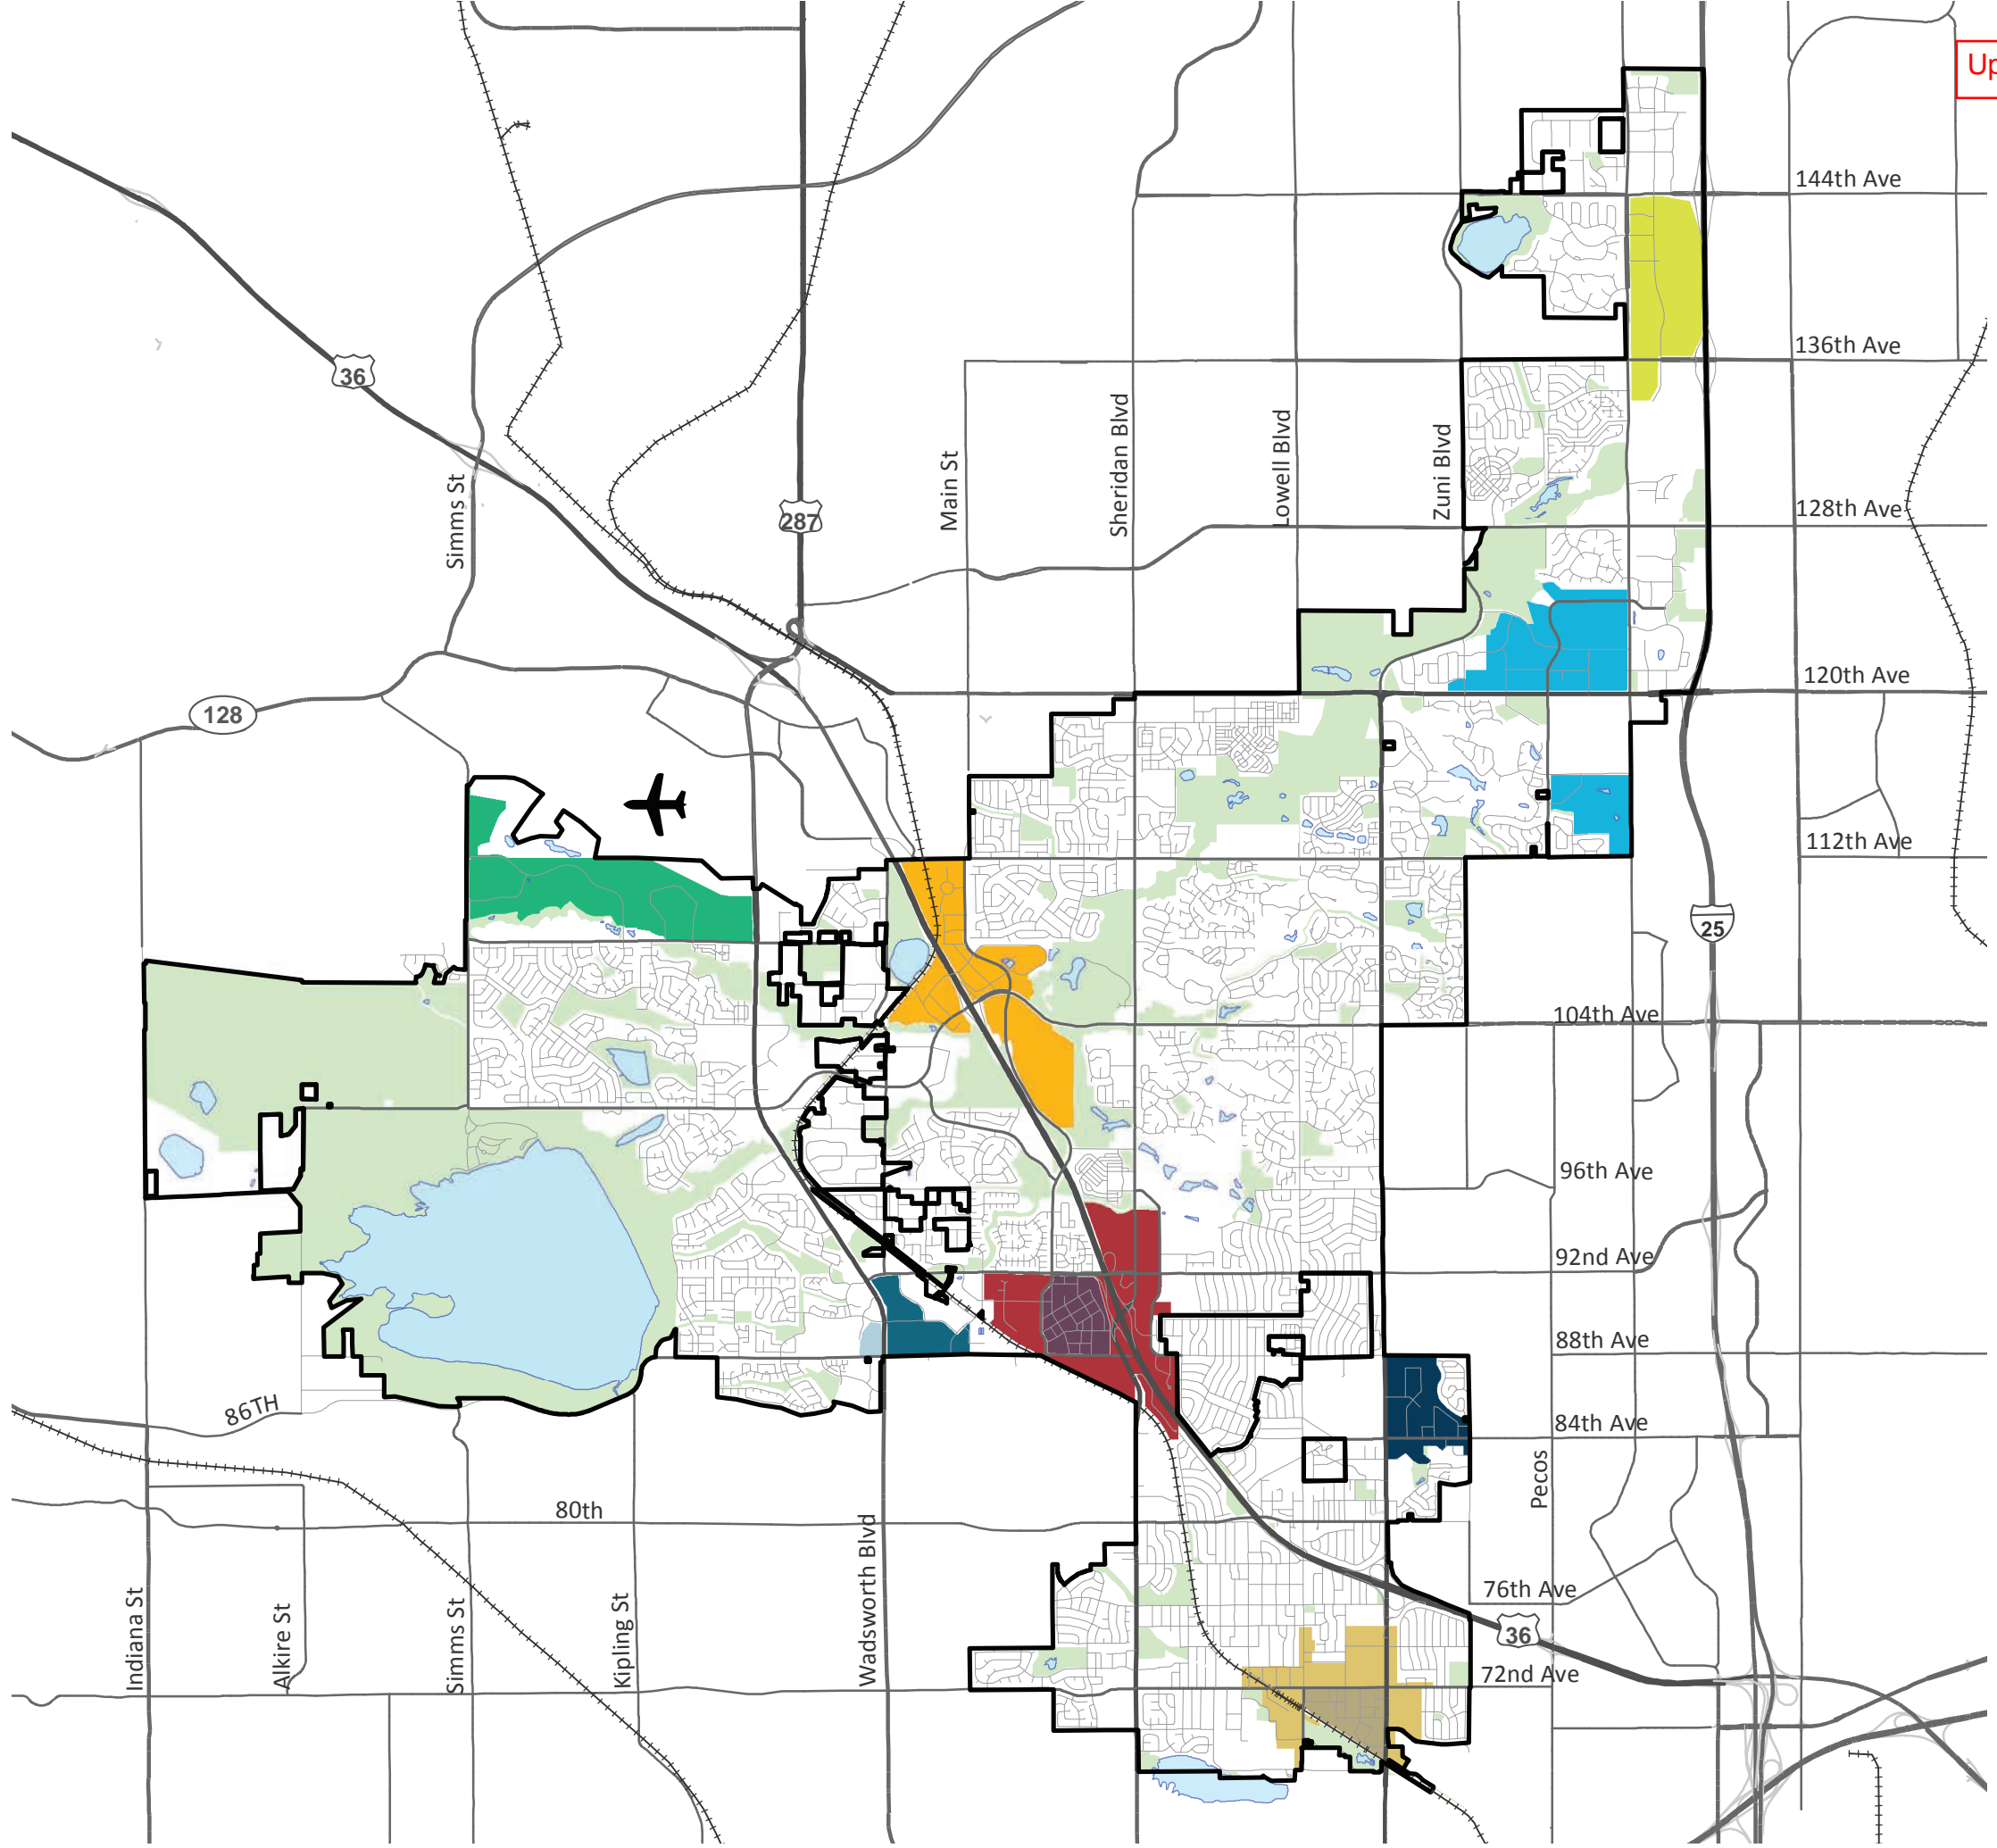 Up
144th Ave
136th Ave
36
Sheridan Blvd
Lowell Blvd
Zuni Blvd
Main St
Simms St
287
128th Ave
120th Ave
128
112th Ave
25
104th Ave
96th Ave
92nd Ave
88th Ave
86TH
84th Ave
Pecos
80th
Wadsworth Blvd
76th Ave
Indiana St
Alkire St
Simms St
Kipling St
36
72nd Ave